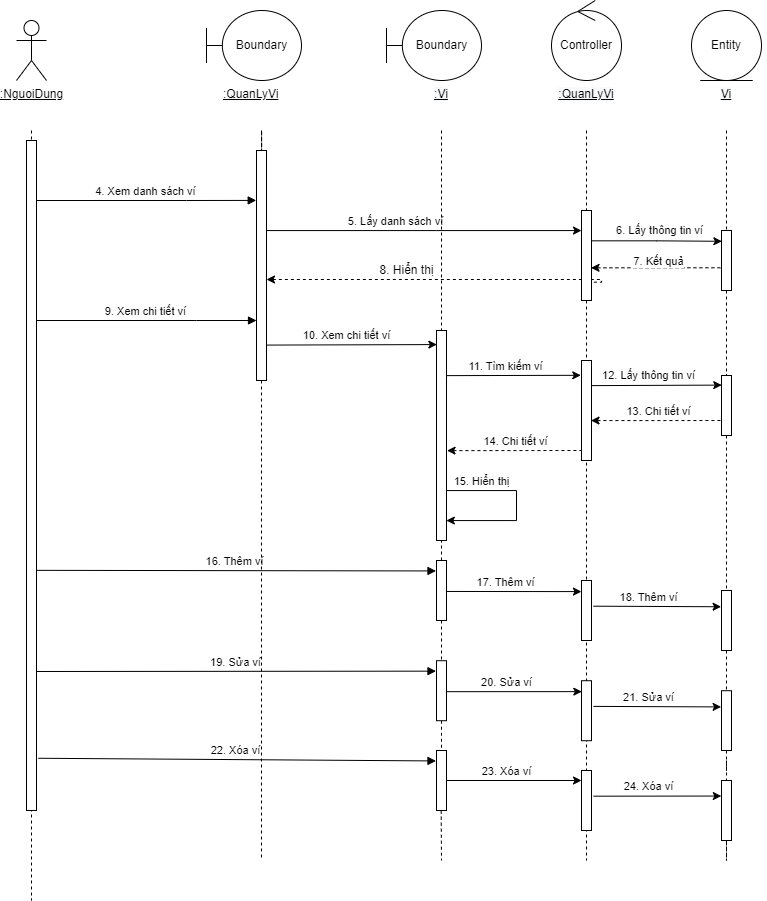 Boundary
Boundary
Controller
Entity
:NguoiDung
:QuanLyVi
:Vi
:QuanLyVi
Vi
4. Xem danh sách ví
5. Lấy danh sách ví
6. Lấy thông tin ví
7. Kết quả
8. Hiển thị
9. Xem chi tiết ví
10. Xem chi tiết ví
11. Tìm kiếm ví
12. Lấy thông tin ví
13. Chi tiết ví
14. Chi tiết ví
15. Hiển thị
16. Thêm ví
17. Thêm ví
18. Thêm ví
19. Sửa ví
20. Sửa ví
21. Sửa ví
22. Xóa ví
23. Xóa ví
24. Xóa ví